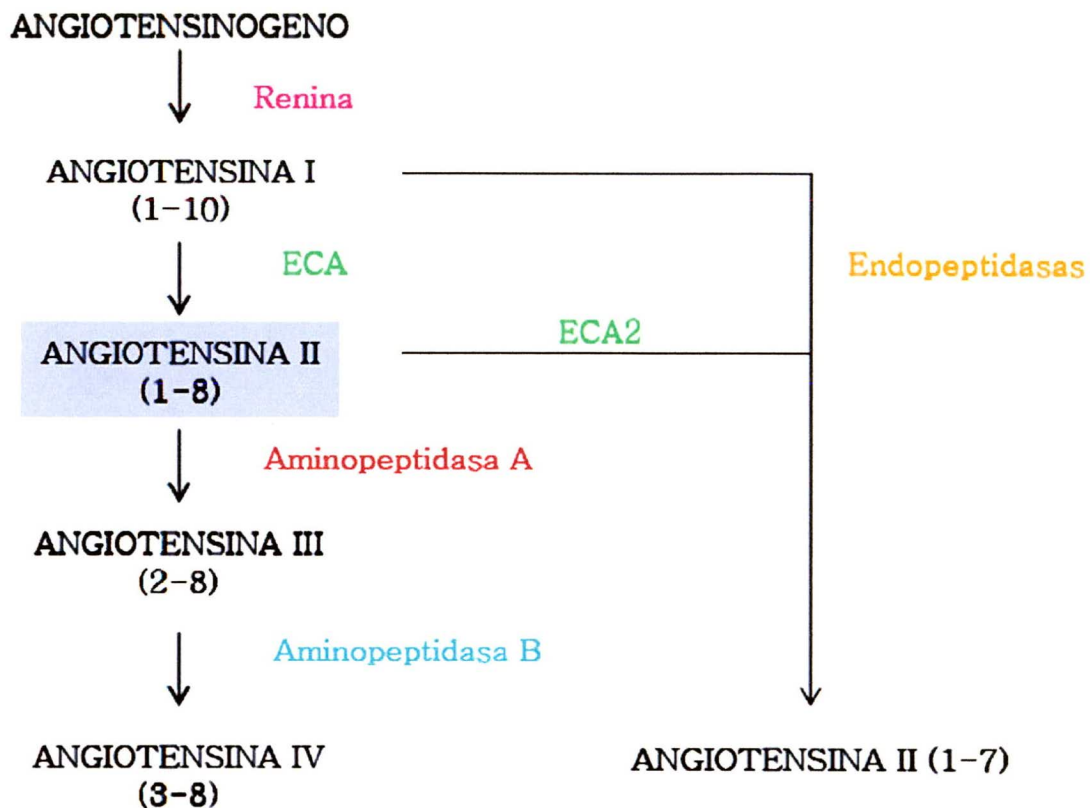 ANGIOTENSINOGENO
Renina
ANGIOTENSINA I
(1-10)
ECA
Endopeptidasas
ANGIOTENSINA II
(1-8)
ECA2
Aminopeptidasa A
ANGIOTENSINA III
(2-8)
Aminopeptidasa B
ANGIOTENSINA IV
(3-8)
ANGIOTENSINA II (1-7)